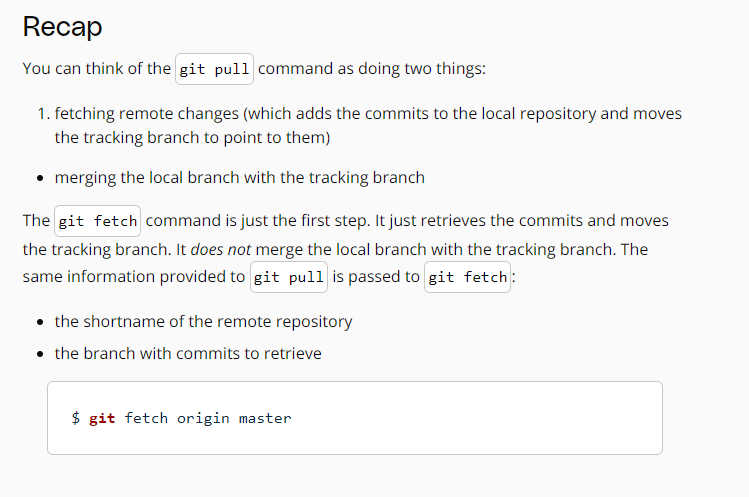 Recap
You can think of the git pull command as doing two things:
1. fetching remote changes (which adds the commits to the local repository and moves
the tracking branch to point to them)
• merging the local branch with the tracking branch
The git fetch command is just the first step. It just retrieves the commits and moves
the tracking branch. It does not merge the local branch with the tracking branch. The
same information provided to git pull is passed to git fetch:
• the shortname of the remote repository
• the branch with commits to retrieve
$ git fetch origin master